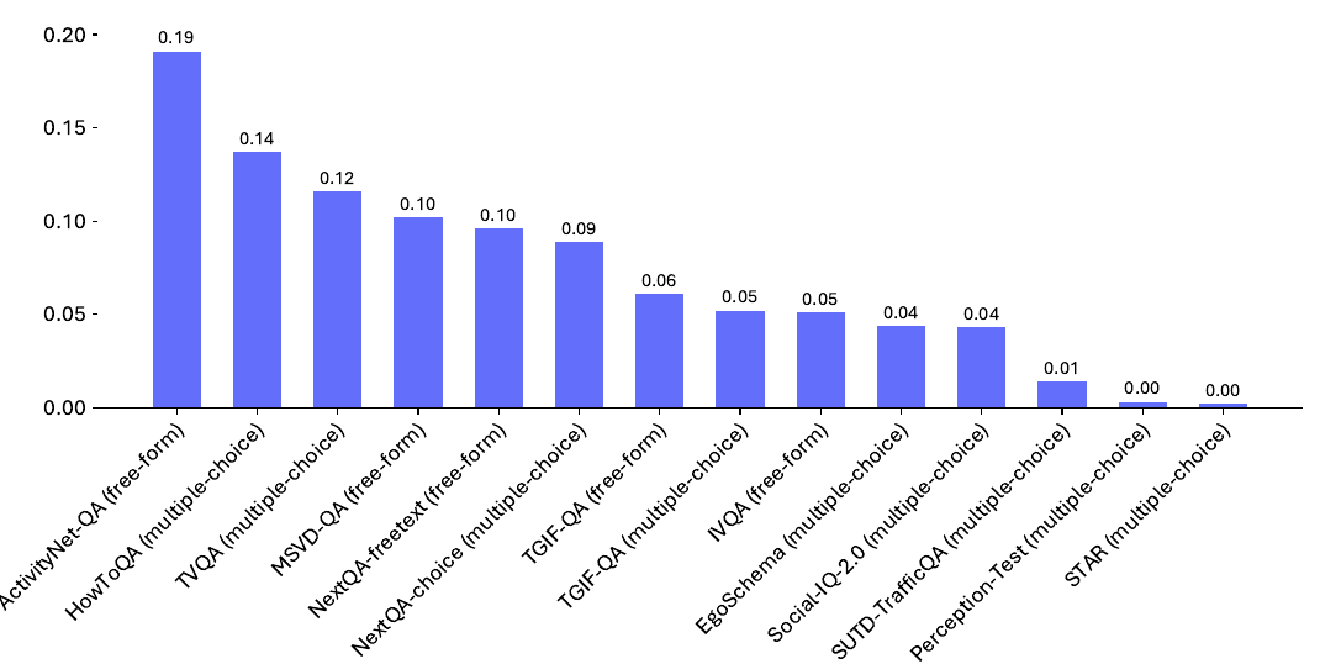 0.20
0.15
0.10
0.05
0.00
0.19
0.14
0.12
0.10
0.10
0.09
0.06
0.05
0.05
0.04
0.04
0.01
0.00
0.00
ActivityNet-QA (free-form)
HowToQA (multiple-choice)
TVQA (multiple-choice)
MSVD-QA (free-form)
NextQA-freetext (free-form)
NextQA-choice (multiple-choice)
TGIF-QA (free-form)
TGIF-QA (multiple-choice)
IVQA (free-form)
EgoSchema (multiple-choice)
Social-IQ-2.0 (multiple-choice)
SUTD-TrafficQA (multiple-choice)
Perception-Test (multiple-choice)
STAR (multiple-choice)